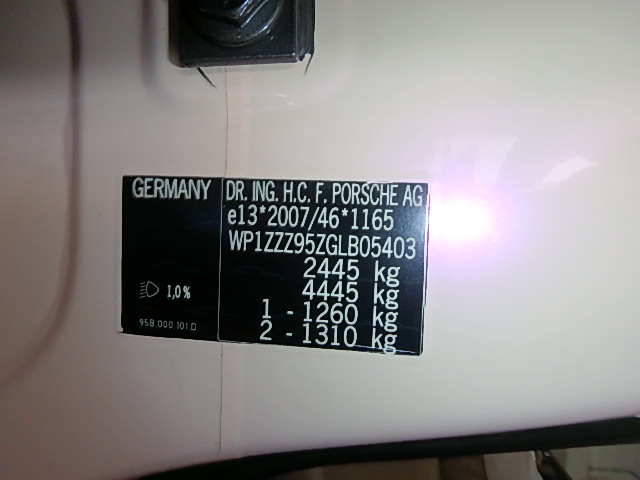 GERMANY
DR. ING. H.C. F. PORSCHE AG
e13*2007/46*1165
WP1ZZZ95ZGLB05403
2445 kg
4445 kg
1 - 1260 kg
2 - 1310 kg
1,0%
95B.000.101.D